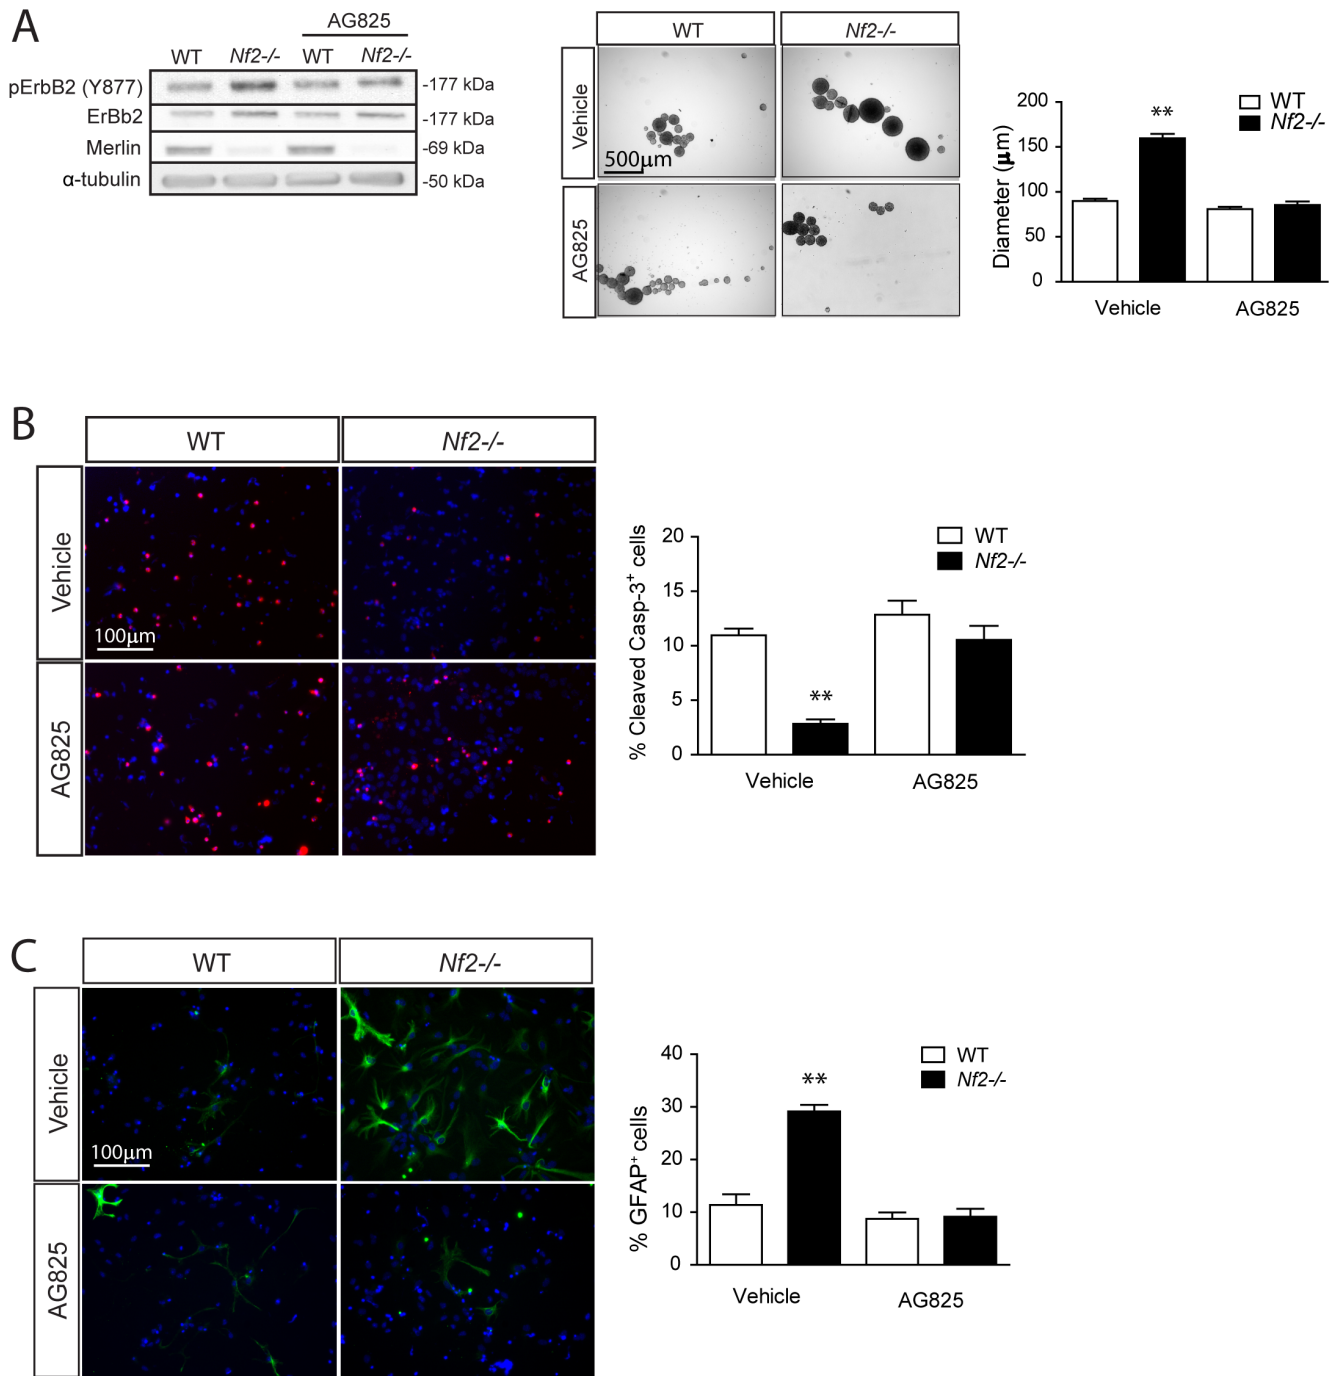 A
AG825
WT Nf2-/- WT Nf2-/-
pErbB2 (Y877) -177 kDa
ErBb2 -177 kDa
Merlin -69 kDa
α-tubulin -50 kDa
WT Nf2-/-
Vehicle
500μm
AG825
Diameter (μm)
200
150
100
50
0
**
WT
Nf2-/-
Vehicle AG825
B
WT Nf2-/-
Vehicle
100μm
AG825
% Cleaved Casp-3+ cells
20
15
10
5
0
**
WT
Nf2-/-
Vehicle AG825
C
WT Nf2-/-
Vehicle
100μm
AG825
% GFAP+ cells
40
30
20
10
0
**
WT
Nf2-/-
Vehicle AG825